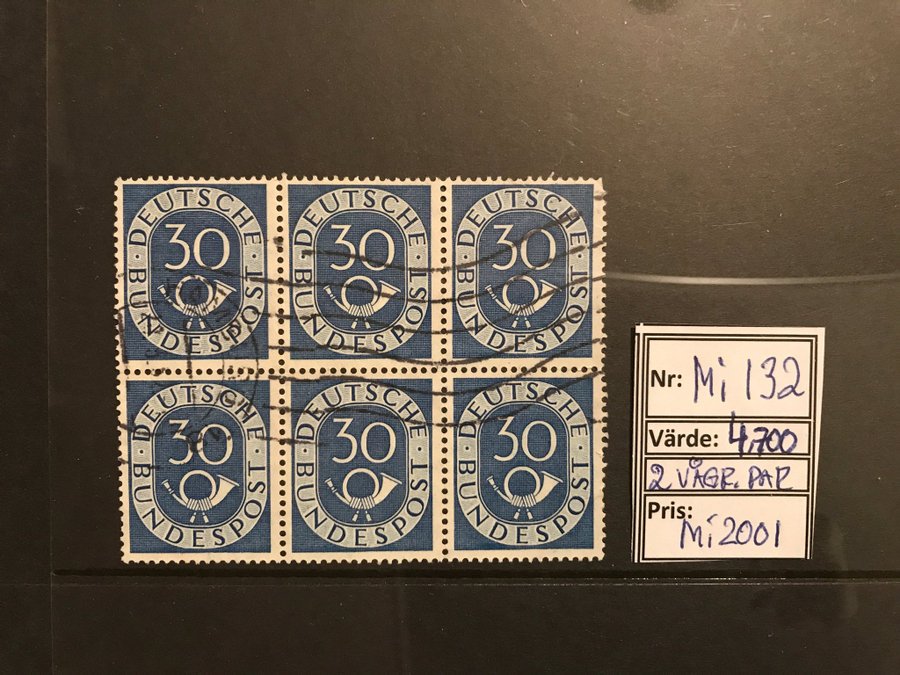 DEUTSCHE
30
BUNDESPOST
DEUTSCHE
30
BUNDESPOST
DEUTSCHE
30
BUNDESPOST
DEUTSCHE
30
BUNDESPOST
DEUTSCHE
30
BUNDESPOST
DEUTSCHE
30
BUNDESPOST
Nr: Mi 132
Värde: 4.700
2 VÅGR. PAR
Pris:
Mi 2001